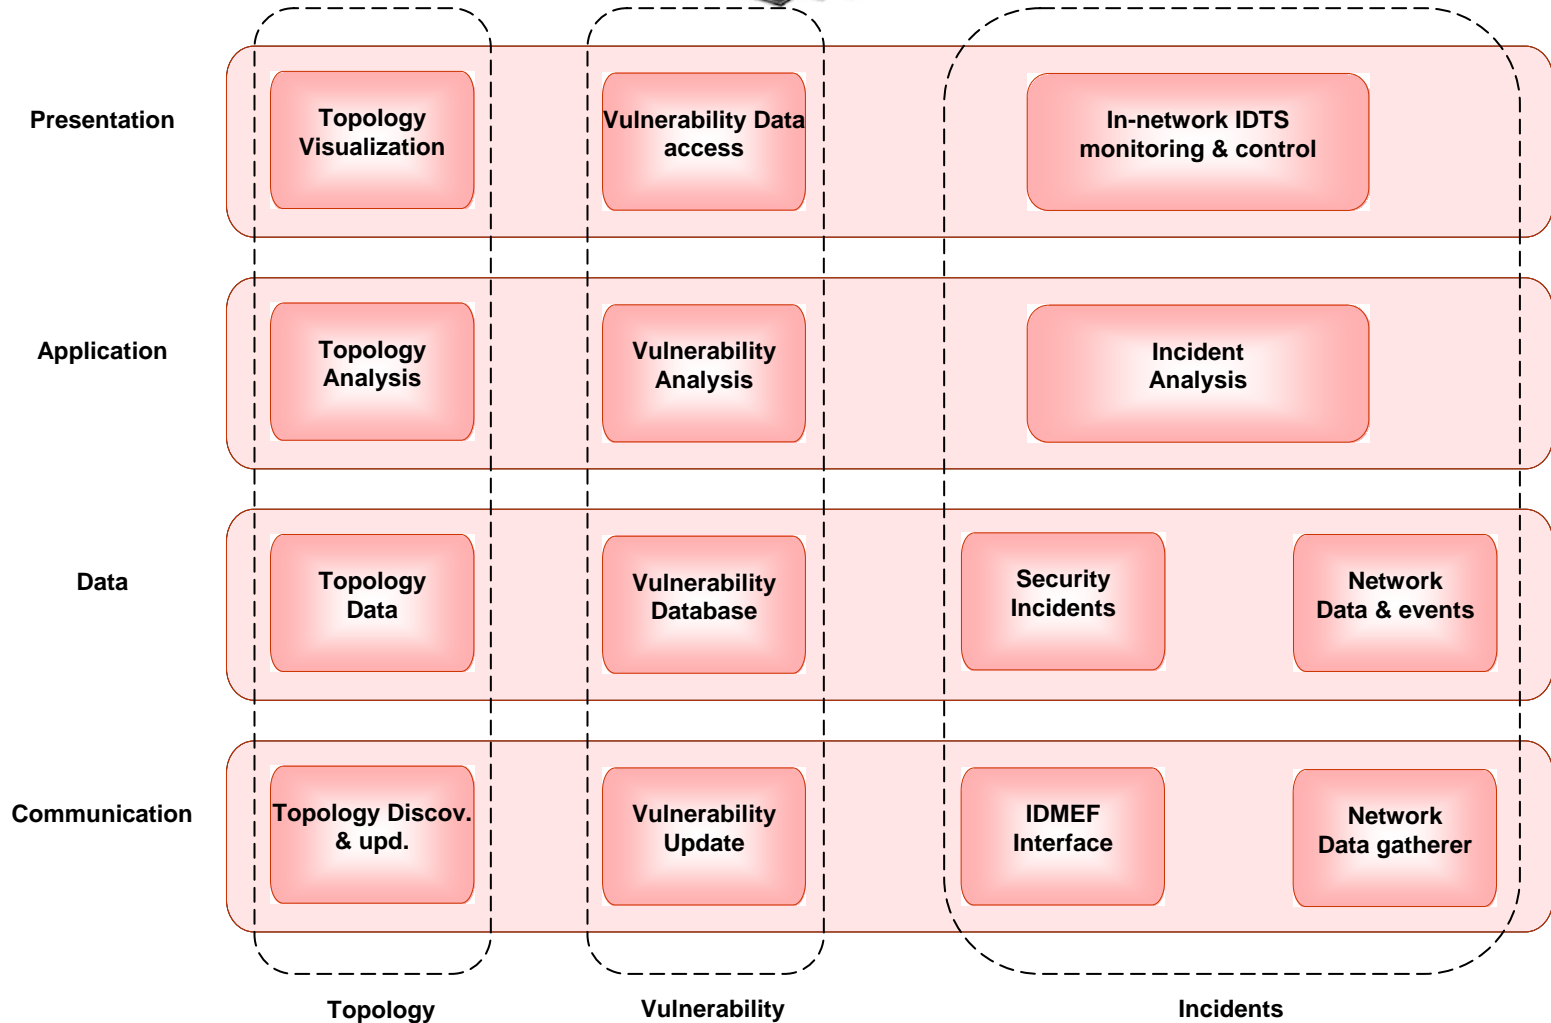 Presentation
Topology
Visualization
Vulnerability Data
access
In-network IDTS
monitoring & control
Application
Topology
Analysis
Vulnerability
Analysis
Incident
Analysis
Data
Topology
Data
Vulnerability
Database
Security
Incidents
Network
Data & events
Communication
Topology Discov.
& upd.
Vulnerability
Update
IDMEF
Interface
Network
Data gatherer
Topology
Vulnerability
Incidents